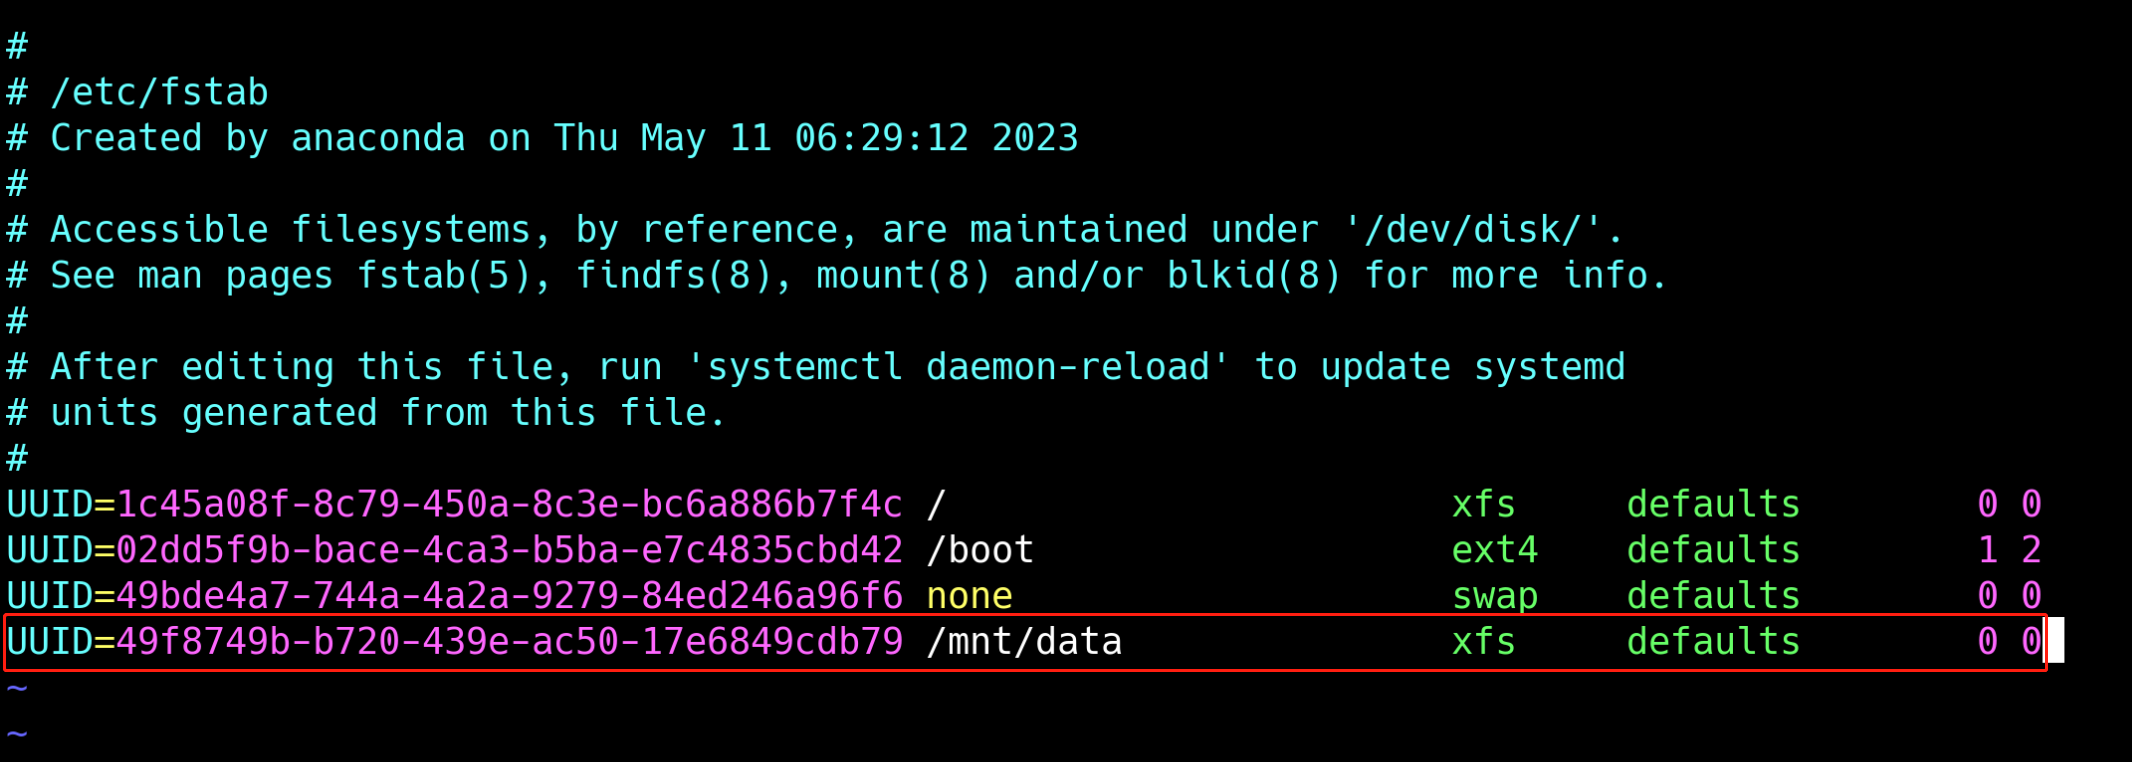 #
# /etc/fstab
# Created by anaconda on Thu May 11 06:29:12 2023
#
# Accessible filesystems, by reference, are maintained under '/dev/disk/'.
# See man pages fstab(5), findfs(8), mount(8) and/or blkid(8) for more info.
#
# After editing this file, run 'systemctl daemon-reload' to update systemd
# units generated from this file.
#
UUID=1c45a08f-8c79-450a-8c3e-bc6a886b7f4c / xfs defaults 0 0
UUID=02dd5f9b-bace-4ca3-b5ba-e7c4835cbd42 /boot ext4 defaults 1 2
UUID=49bde4a7-744a-4a2a-9279-84ed246a96f6 none swap defaults 0 0
UUID=49f8749b-b720-439e-ac50-17e6849cdb79 /mnt/data xfs defaults 0 0
~
~